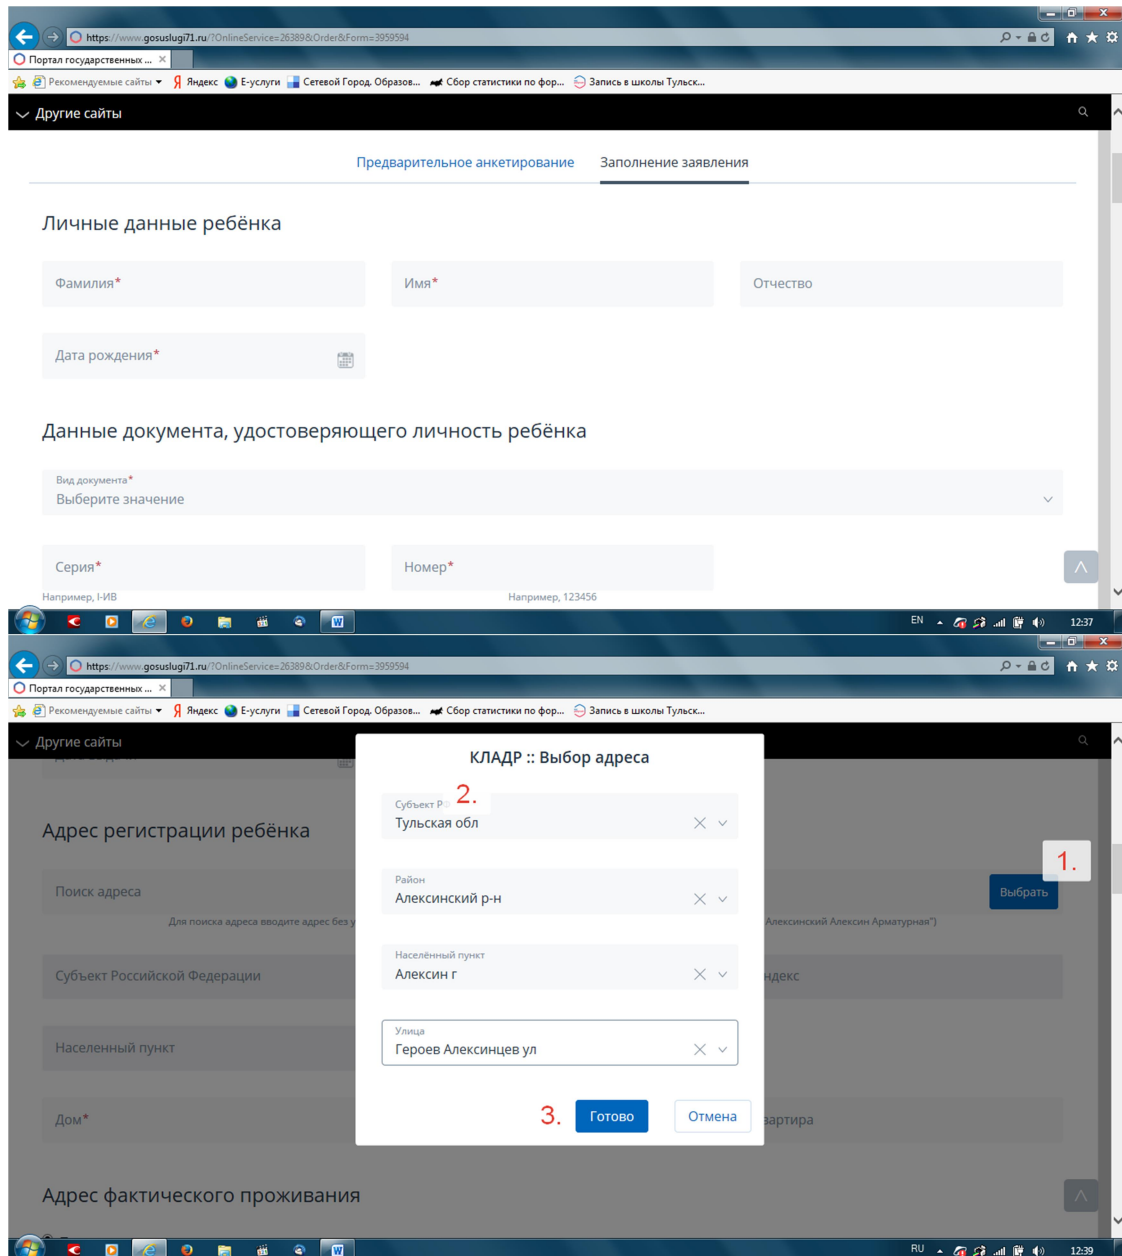 https://www.gosuslugi71.ru/?OnlineService=26389&Order&Form=3959594
Портал государственных ...
Рекомендуемые сайты Яндекс Е-услуги Сетевой Город. Образов... Сбор статистики по фор... Запись в школы Тульск...
Другие сайты
Предварительное анкетирование Заполнение заявления
Личные данные ребёнка
Фамилия* Имя* Отчество
Дата рождения*
Данные документа, удостоверяющего личность ребёнка
Вид документа*
Выберите значение
Серия* Номер*
Например, I-ИВ Например, 123456
EN 12:37
https://www.gosuslugi71.ru/?OnlineService=26389&Order&Form=3959594
Портал государственных ...
Рекомендуемые сайты Яндекс Е-услуги Сетевой Город. Образов... Сбор статистики по фор... Запись в школы Тульск...
Другие сайты
КЛАДР :: Выбор адреса
2.
Субъект Р
Тульская обл
Адрес регистрации ребёнка
1.
Район
Алексинский р-н
Поиск адреса Выбрать
Для поиска адреса вводите адрес без у Алексинский Алексин Арматурная")
Населённый пункт
Алексин г
Субъект Российской Федерации ндекс
Улица
Героев Алексинцев ул
Населенный пункт
3. Готово Отмена
Дом* вартира
Адрес фактического проживания
RU 12:39